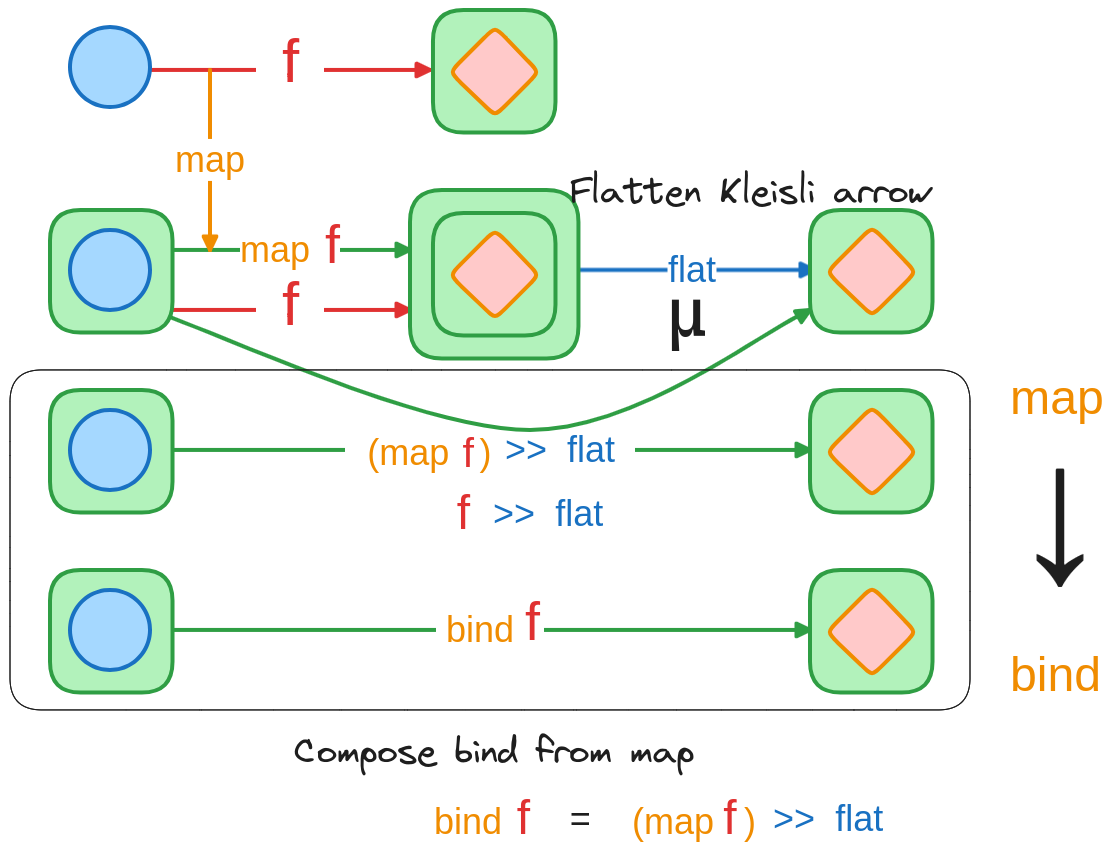 f
map
Flatten Kleisli arrow
map f
flat
f
μ
map
(map f) >> flat
f >> flat
bind f
bind
Compose bind from map
bind f = (map f) >> flat